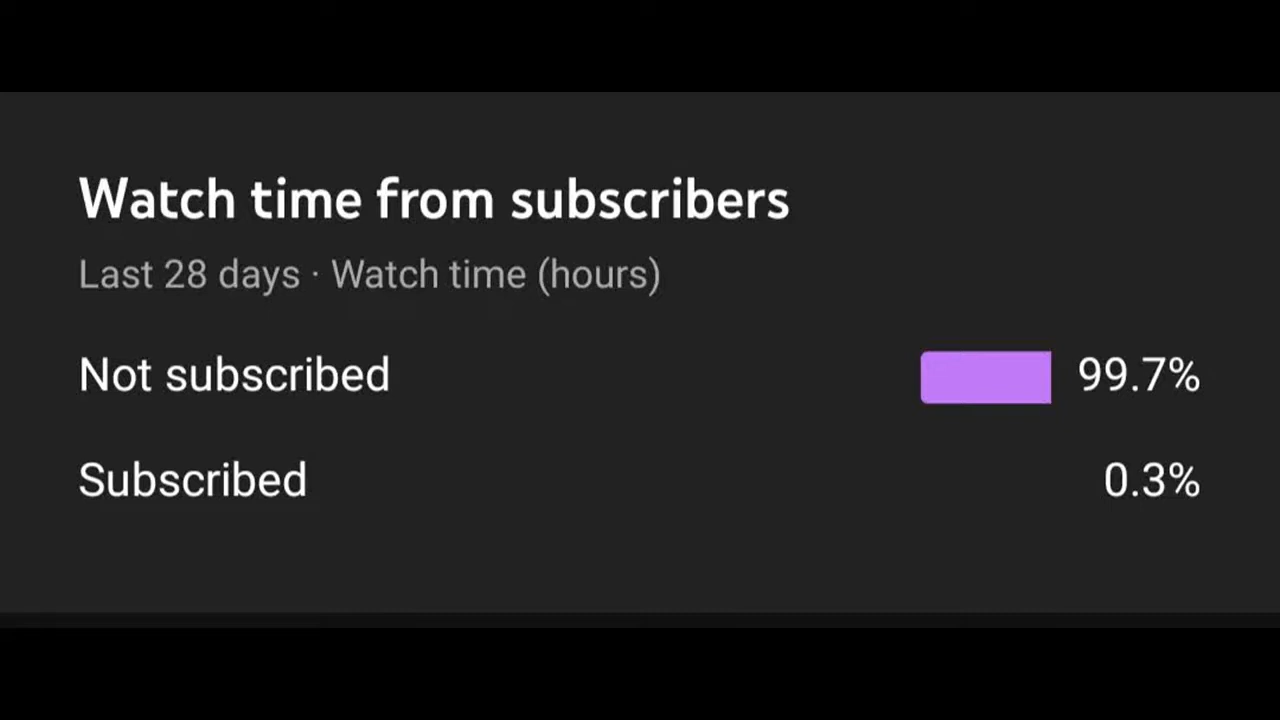 Watch time from subscribers
Last 28 days · Watch time (hours)
Not subscribed 99.7%
Subscribed 0.3%